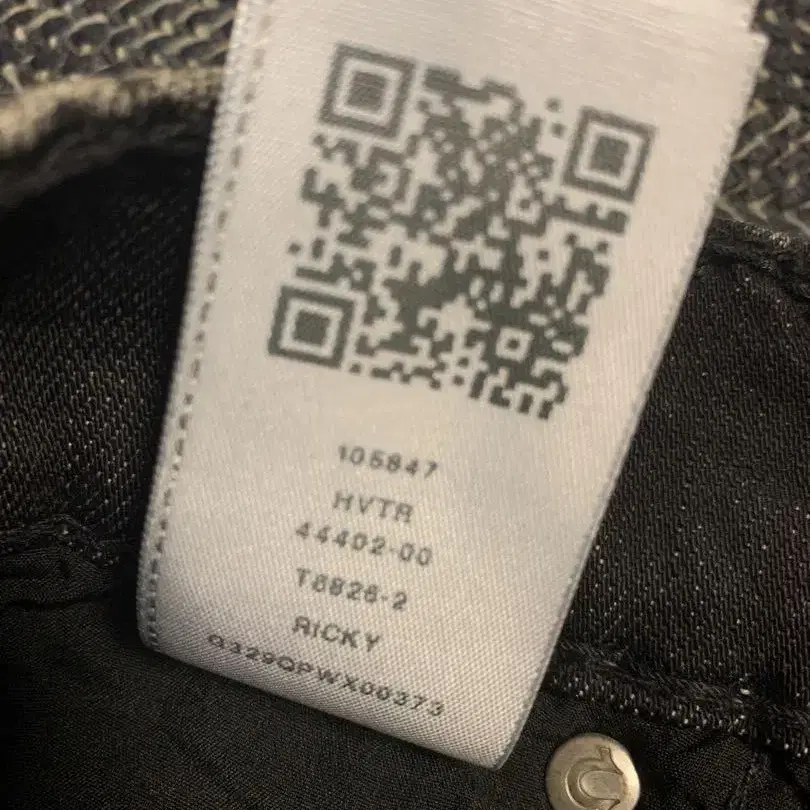 105847
HVTR
44402-00
T8826-2
RICKY
Q329QPWX00373